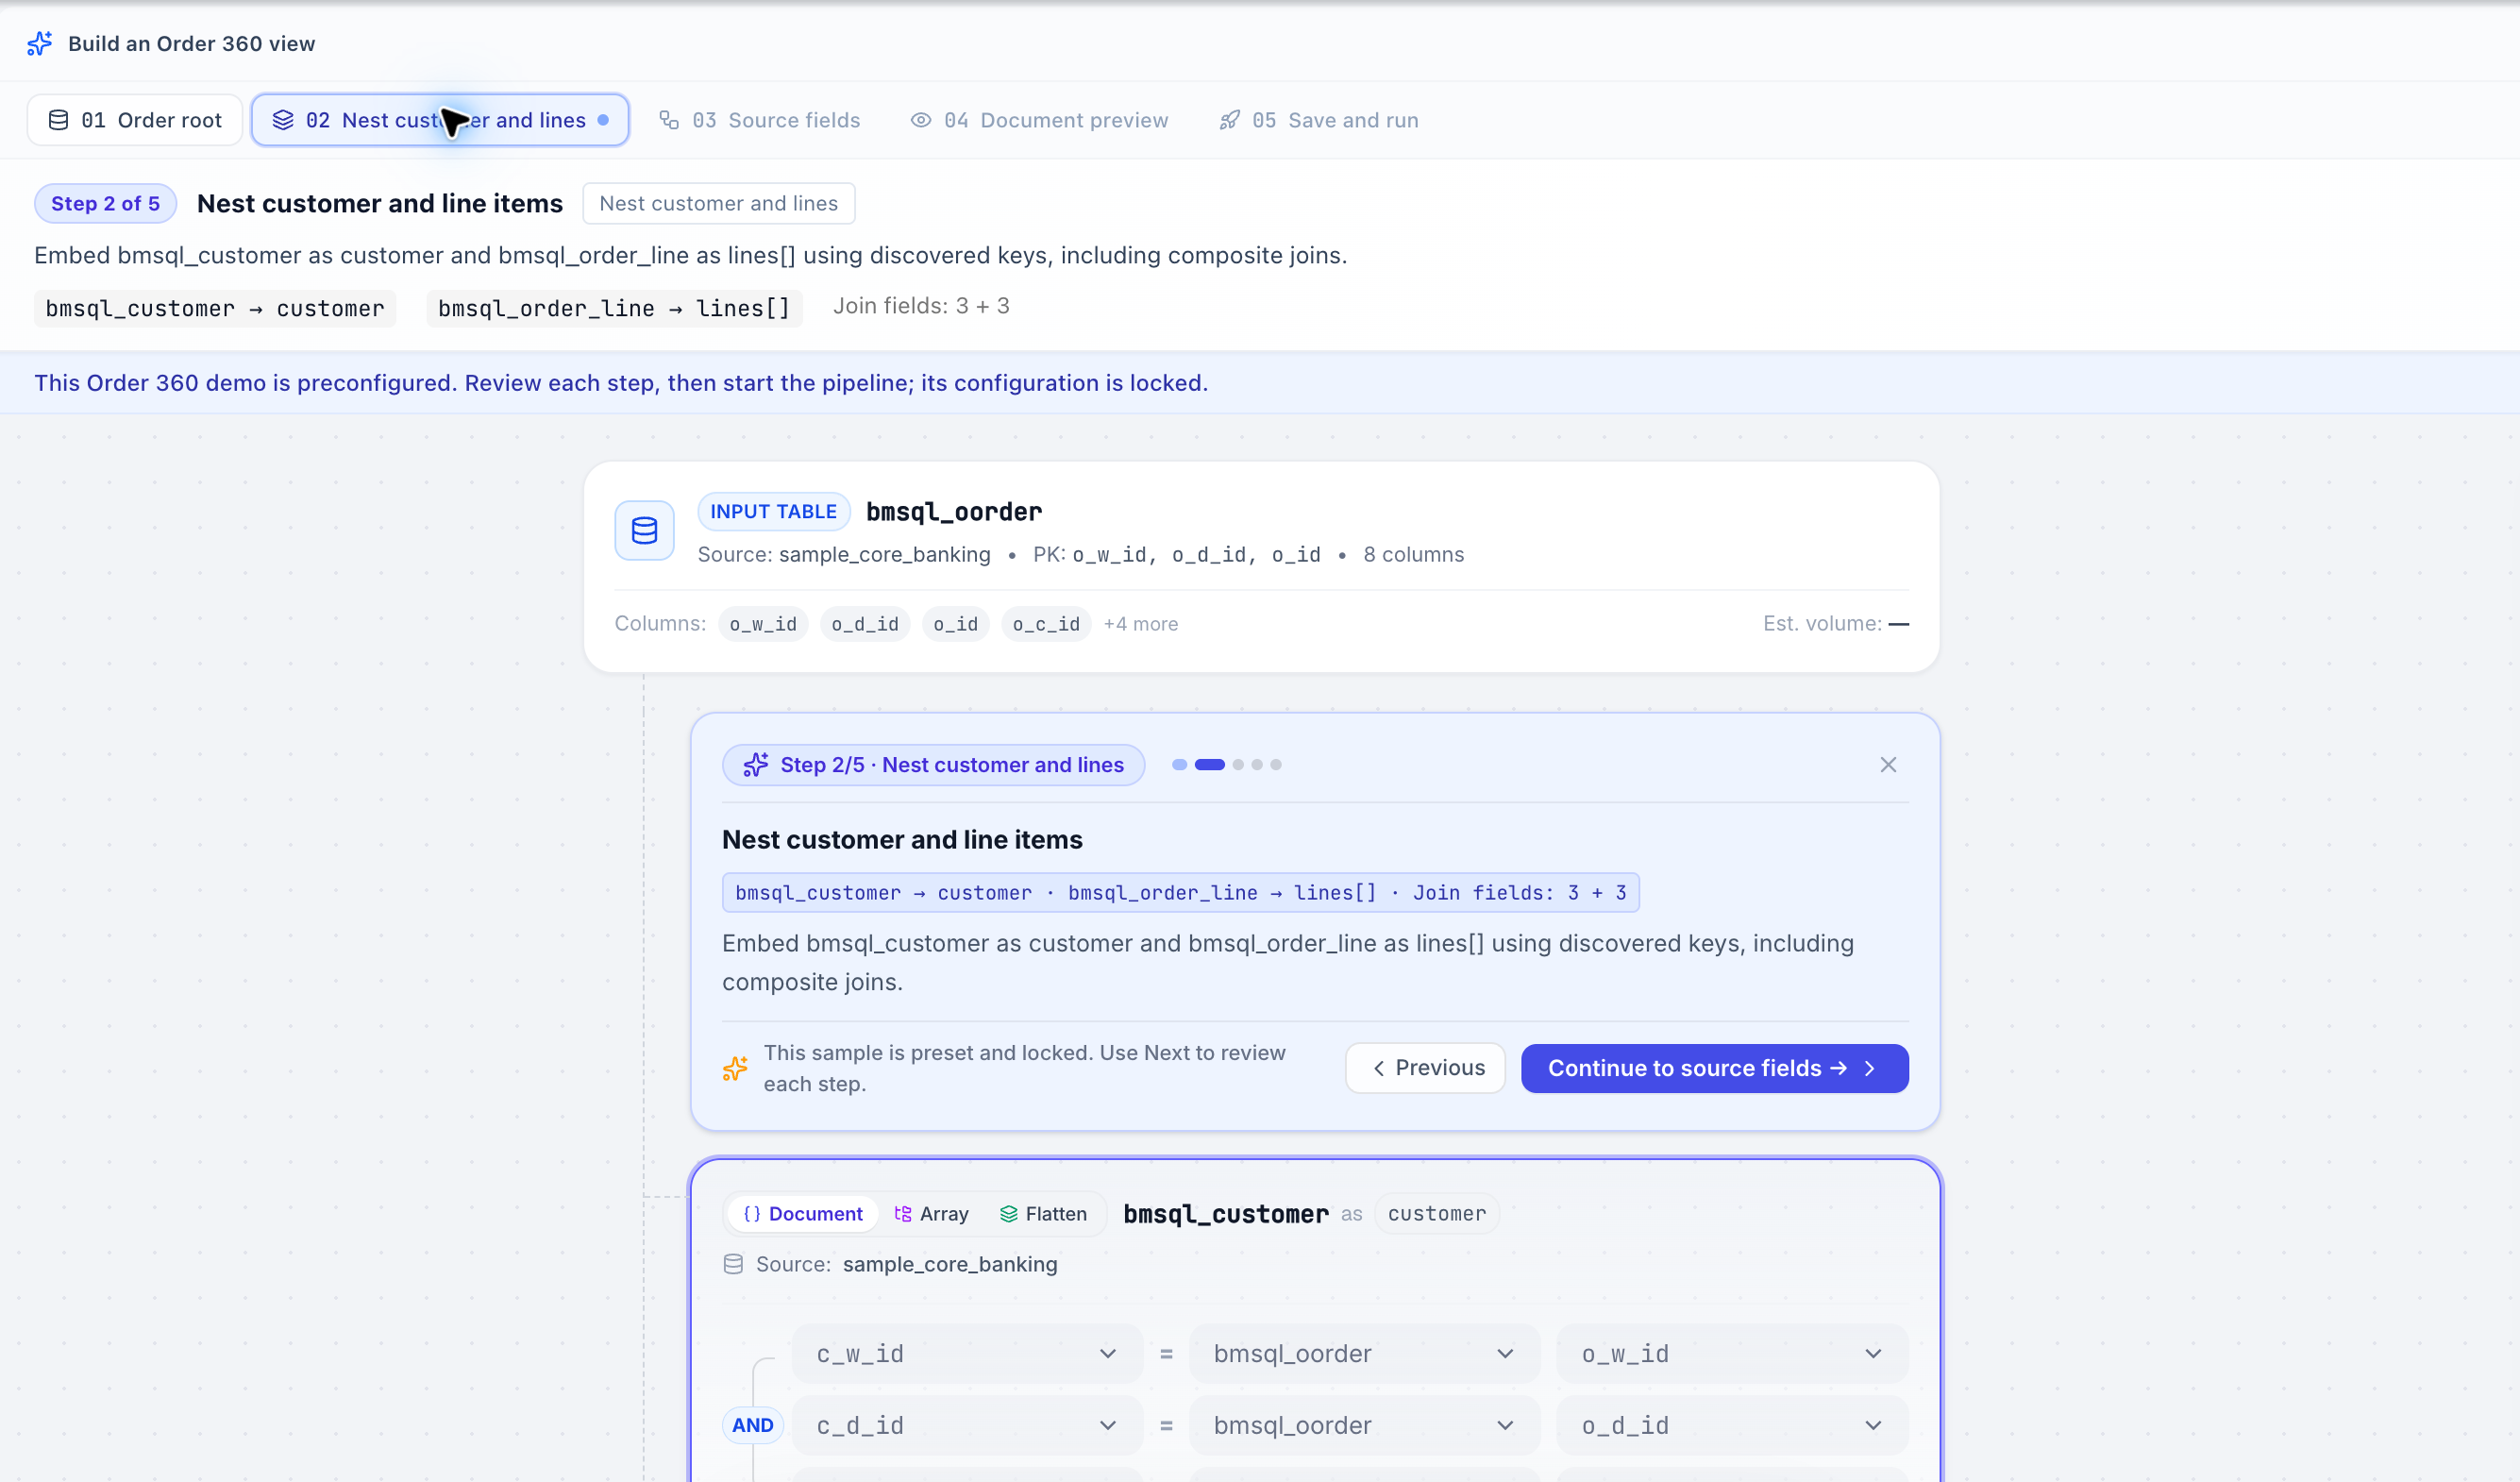 Build an Order 360 view
01 Order root
02 Nest customer and lines
03 Source fields
04 Document preview
05 Save and run
Step 2 of 5 Nest customer and line items Nest customer and lines
Embed bmsql_customer as customer and bmsql_order_line as lines[] using discovered keys, including composite joins.
bmsql_customer → customer bmsql_order_line → lines[] Join fields: 3 + 3
This Order 360 demo is preconfigured. Review each step, then start the pipeline; its configuration is locked.
INPUT TABLE bmsql_oorder
Source: sample_core_banking • PK: o_w_id, o_d_id, o_id • 8 columns
Columns: o_w_id o_d_id o_id o_c_id +4 more Est. volume: —
Step 2/5 · Nest customer and lines
Nest customer and line items
bmsql_customer → customer · bmsql_order_line → lines[] · Join fields: 3 + 3
Embed bmsql_customer as customer and bmsql_order_line as lines[] using discovered keys, including
composite joins.
This sample is preset and locked. Use Next to review
each step.
Previous
Continue to source fields →
{} Document Array Flatten bmsql_customer as customer
Source: sample_core_banking
c_w_id = bmsql_oorder o_w_id
AND c_d_id = bmsql_oorder o_d_id